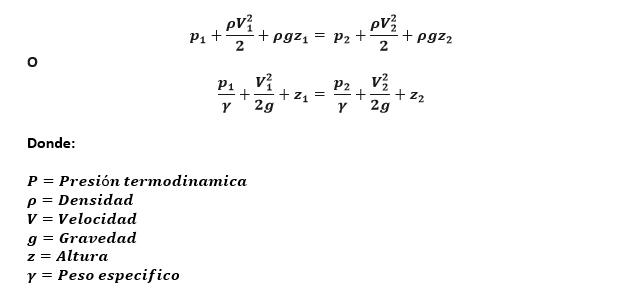 p₁ + ρV₁²/2 + ρgz₁ = p₂ + ρV₂²/2 + ρgz₂
O
p₁/γ + V₁²/2g + z₁ = p₂/γ + V₂²/2g + z₂
Donde:
P = Presión termodinamica
ρ = Densidad
V = Velocidad
g = Gravedad
z = Altura
γ = Peso especifico